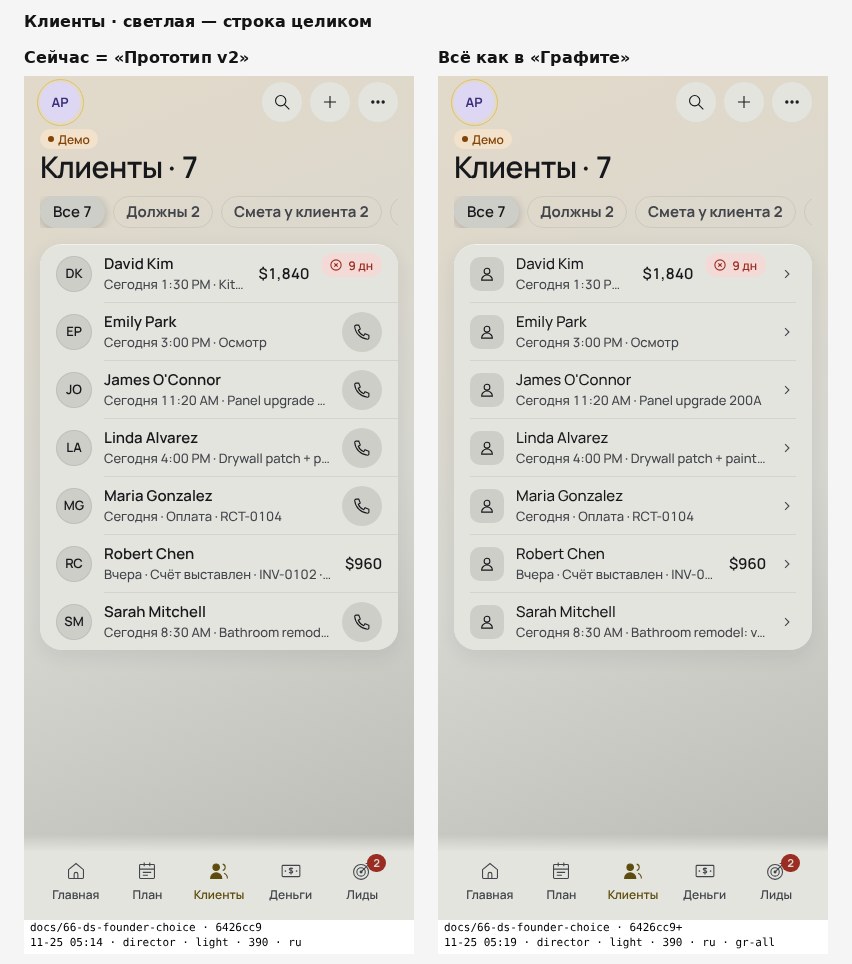 Клиенты · светлая — строка целиком
Сейчас = «Прототип v2»
AP
Демо
Клиенты · 7
Все 7
Должны 2
Смета у клиента 2
DK
David Kim
Сегодня 1:30 PM · Kit…
$1,840
9 дн
EP
Emily Park
Сегодня 3:00 PM · Осмотр
JO
James O'Connor
Сегодня 11:20 AM · Panel upgrade …
LA
Linda Alvarez
Сегодня 4:00 PM · Drywall patch + p…
MG
Maria Gonzalez
Сегодня · Оплата · RCT-0104
RC
Robert Chen
Вчера · Счёт выставлен · INV-0102 ·…
$960
SM
Sarah Mitchell
Сегодня 8:30 AM · Bathroom remod…
Главная
План
Клиенты
Деньги
Лиды
2
docs/66-ds-founder-choice · 6426cc9
11-25 05:14 · director · light · 390 · ru
Всё как в «Графите»
AP
Демо
Клиенты · 7
Все 7
Должны 2
Смета у клиента 2
David Kim
Сегодня 1:30 P…
$1,840
9 дн
Emily Park
Сегодня 3:00 PM · Осмотр
James O'Connor
Сегодня 11:20 AM · Panel upgrade 200A
Linda Alvarez
Сегодня 4:00 PM · Drywall patch + paint…
Maria Gonzalez
Сегодня · Оплата · RCT-0104
Robert Chen
Вчера · Счёт выставлен · INV-0…
$960
Sarah Mitchell
Сегодня 8:30 AM · Bathroom remodel: v…
Главная
План
Клиенты
Деньги
Лиды
2
docs/66-ds-founder-choice · 6426cc9+
11-25 05:19 · director · light · 390 · ru · gr-all